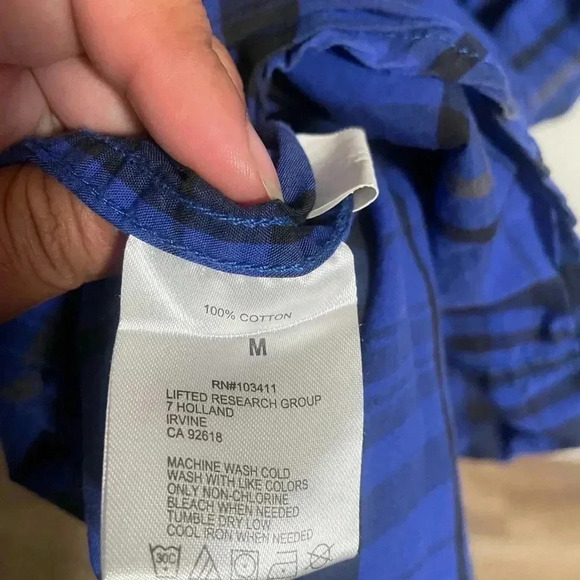 100% COTTON
M
RN#103411
LIFTED RESEARCH GROUP
7 HOLLAND
IRVINE
CA 92618
MACHINE WASH COLD
WASH WITH LIKE COLORS
ONLY NON-CHLORINE
BLEACH WHEN NEEDED
TUMBLE DRY LOW
COOL IRON WHEN NEEDED
30C